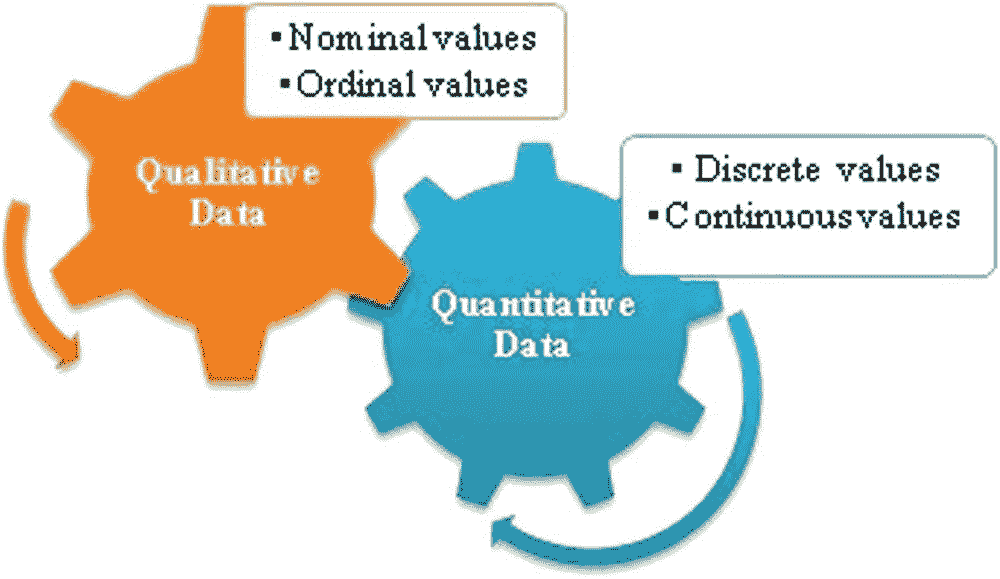 ▪ Nominal values
▪ Ordinal values
Qualitative
Data
▪ Discrete values
▪ Continuous values
Quantitative
Data